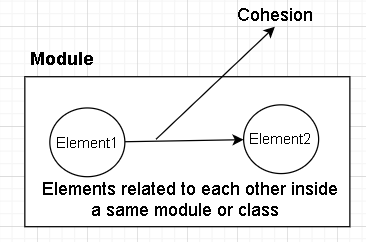 Cohesion
Module
Element1
Element2
Elements related to each other inside
a same module or class